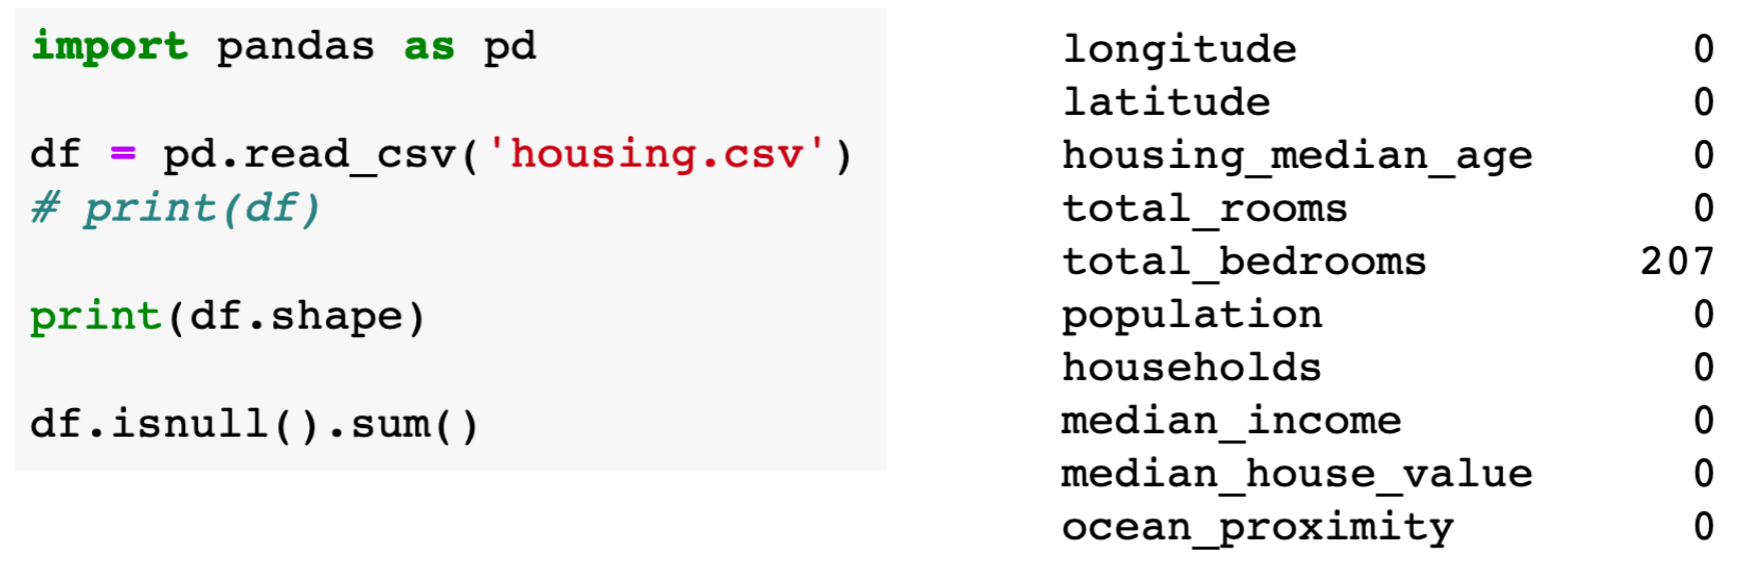 import pandas as pd
df = pd.read_csv('housing.csv')
# print(df)
print(df.shape)
df.isnull().sum()
longitude 0
latitude 0
housing_median_age 0
total_rooms 0
total_bedrooms 207
population 0
households 0
median_income 0
median_house_value 0
ocean_proximity 0